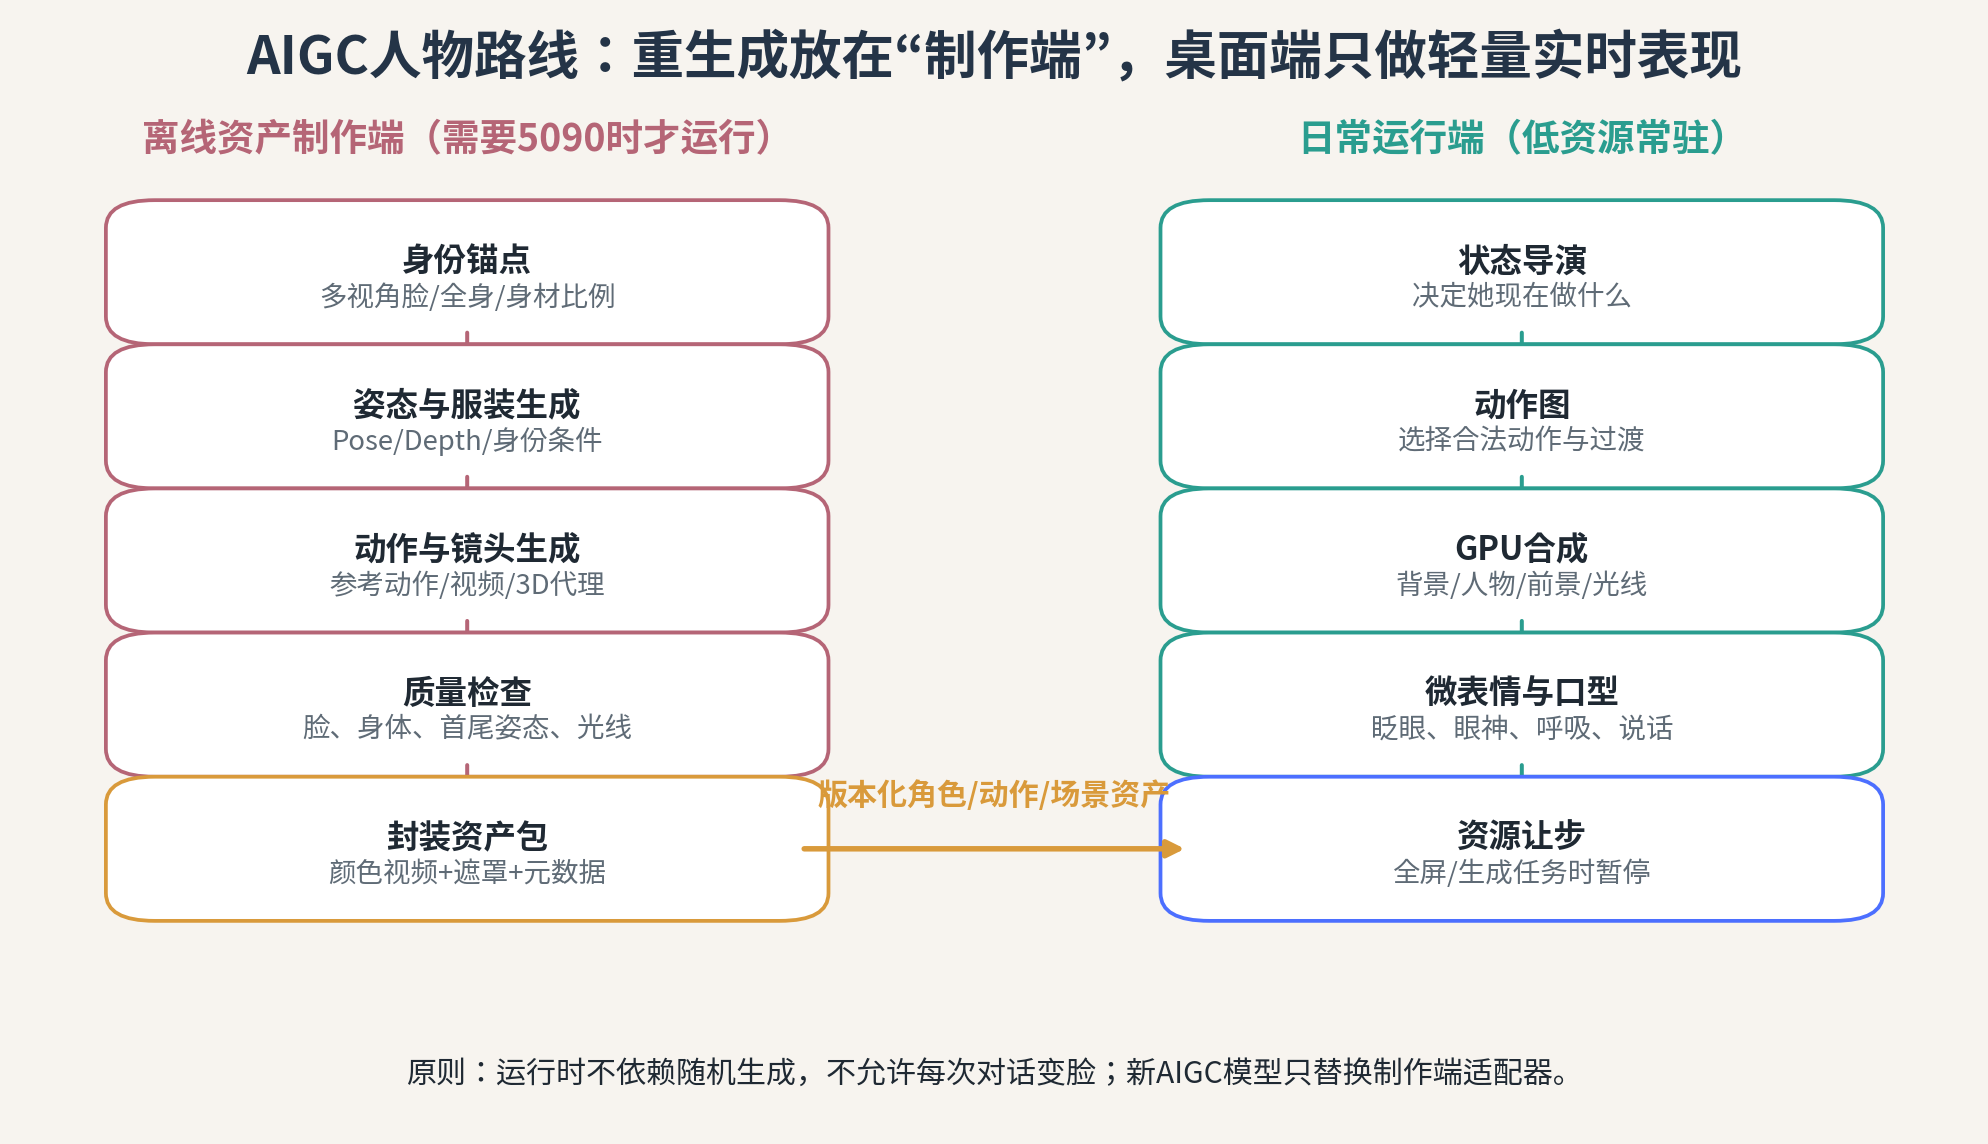 AIGC人物路线：重生成放在“制作端”，桌面端只做轻量实时表现
离线资产制作端（需要5090时才运行）
身份锚点
多视角脸/全身/身材比例
姿态与服装生成
Pose/Depth/身份条件
动作与镜头生成
参考动作/视频/3D代理
质量检查
脸、身体、首尾姿态、光线
封装资产包
颜色视频+遮罩+元数据
版本化角色/动作/场景资产
日常运行端（低资源常驻）
状态导演
决定她现在做什么
动作图
选择合法动作与过渡
GPU合成
背景/人物/前景/光线
微表情与口型
眨眼、眼神、呼吸、说话
资源让步
全屏/生成任务时暂停
原则：运行时不依赖随机生成，不允许每次对话变脸；新AIGC模型只替换制作端适配器。